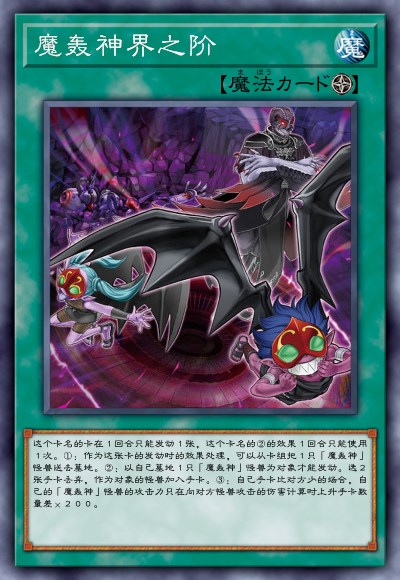 魔轰神界之阶
魔
【魔法カード】
まほう
这个卡名的卡在1回合只能发动1张，这个卡名的②的效果1回合只能使用
1次。①：作为这张卡的发动时的效果处理，可以从卡组把1只「魔轰神」
怪兽送去墓地。②：以自己墓地1只「魔轰神」怪兽为对象才能发动。选2
张手卡丢弃，作为对象的怪兽加入手卡。③：自己手卡比对方少的场合，自
己的「魔轰神」怪兽的攻击力只在向对方怪兽攻击的伤害计算时上升手卡数
量差×200。